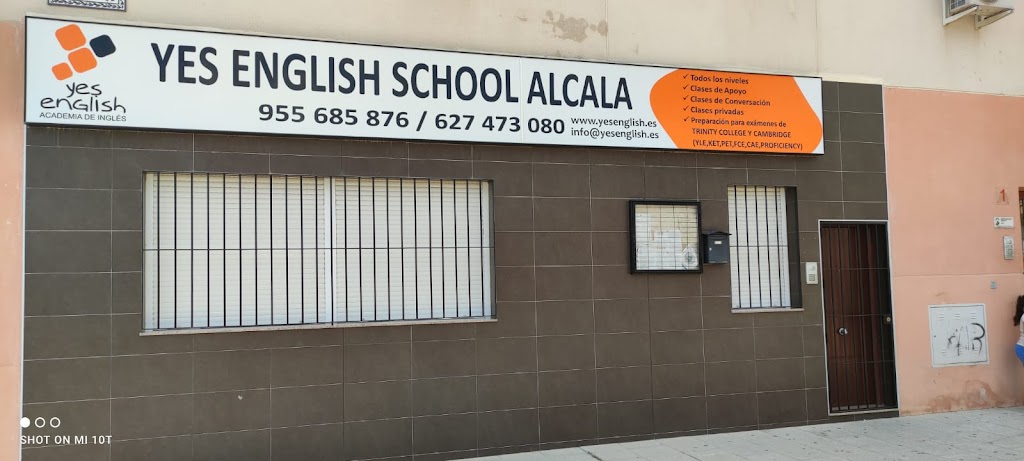 yes
english
ACADEMIA DE INGLÉS
YES ENGLISH SCHOOL ALCALA
955 685 876 / 627 473 080
www.yesenglish.es
info@yesenglish.es
✓ Todos los niveles
✓ Clases de Apoyo
✓ Clases de Conversación
✓ Clases privadas
✓ Preparación para exámenes de
TRINITY COLLEGE Y CAMBRIDGE
(YLE,KET,PET,FCE,CAE,PROFICIENCY)
1
SHOT ON MI 10T